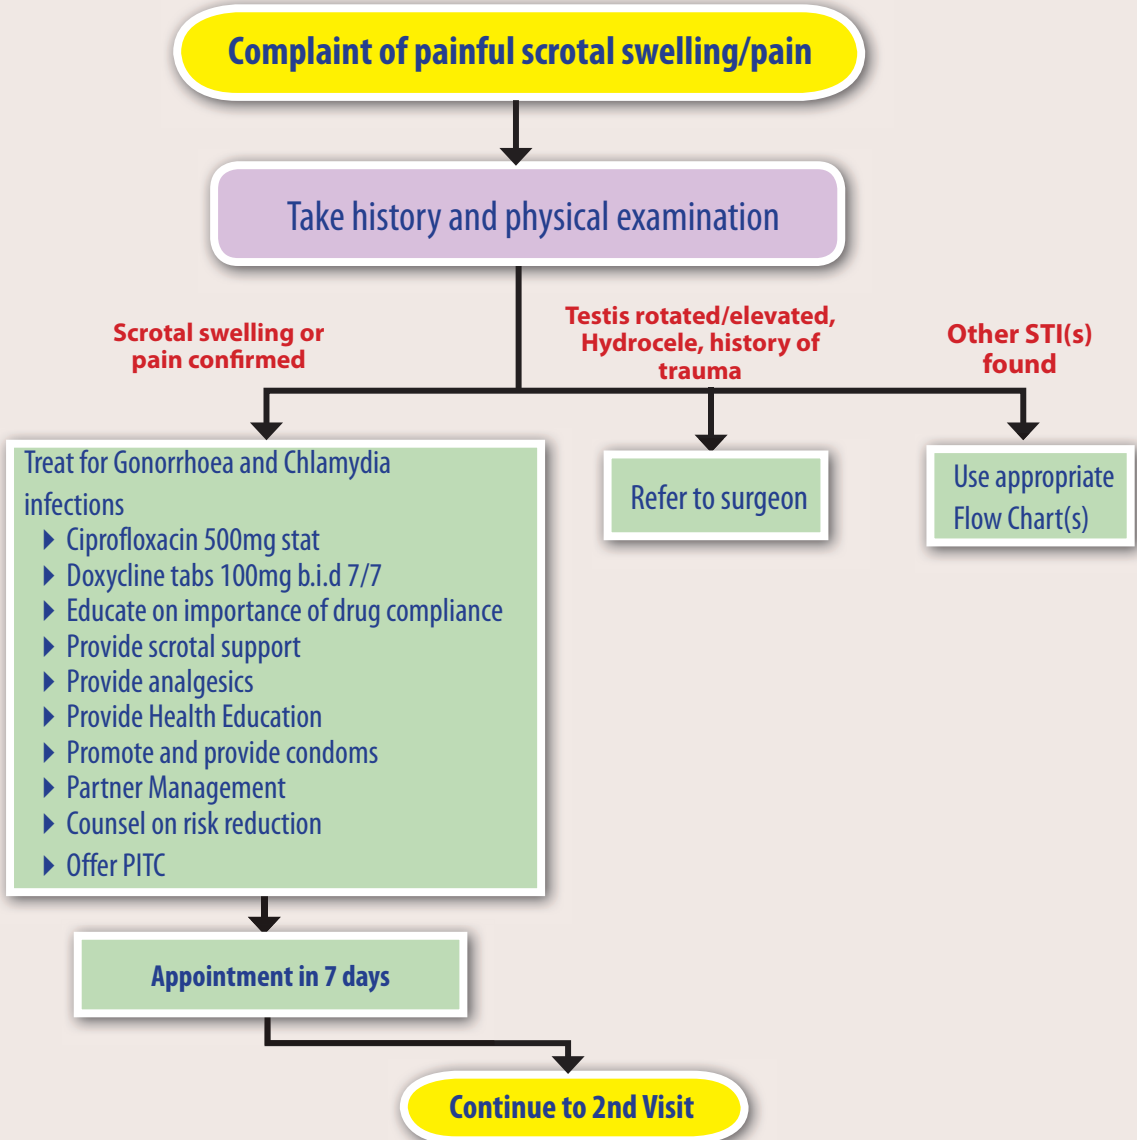 Complaint of painful scrotal swelling/pain
Take history and physical examination
Scrotal swelling or
pain confirmed
Testis rotated/elevated,
Hydrocele, history of
trauma
Other STI(s)
found
Treat for Gonorrhoea and Chlamydia
infections
Ciprofloxacin 500mg stat
Doxycline tabs 100mg b.i.d 7/7
Educate on importance of drug compliance
Provide scrotal support
Provide analgesics
Provide Health Education
Promote and provide condoms
Partner Management
Counsel on risk reduction
Offer PITC
Refer to surgeon
Use appropriate
Flow Chart(s)
Appointment in 7 days
Continue to 2nd Visit